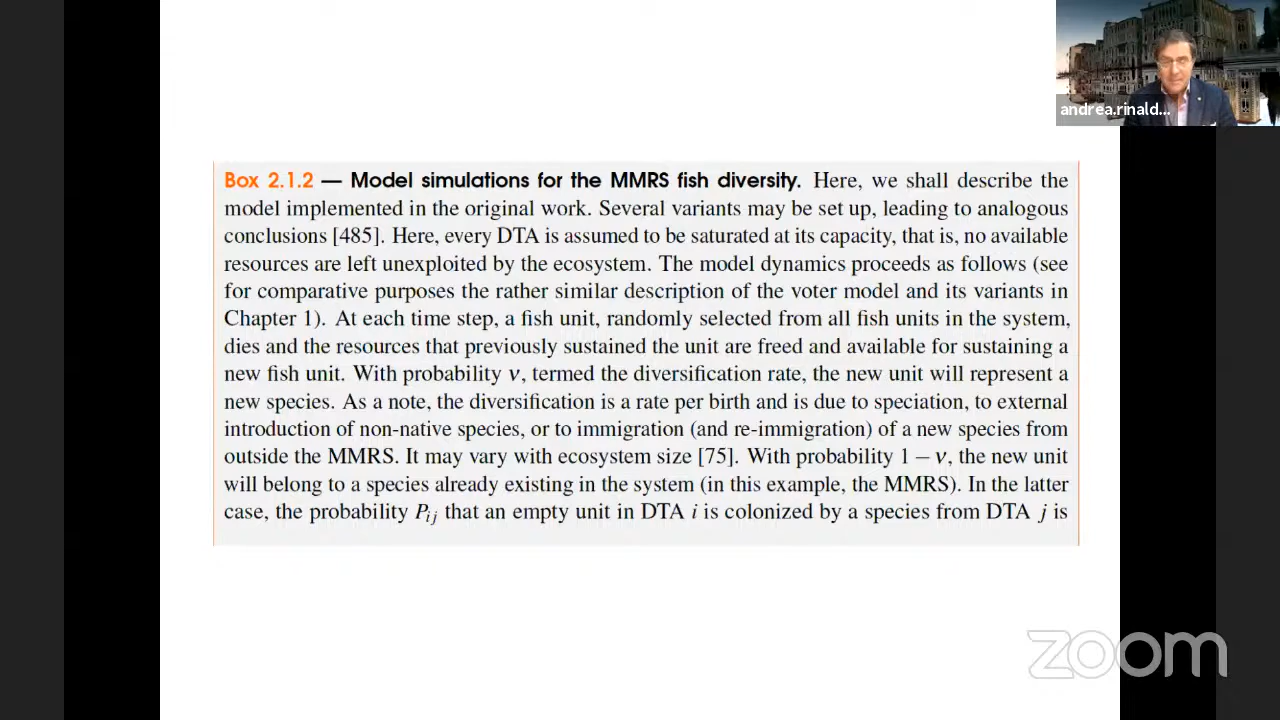 andrea.rinald...
Box 2.1.2 — Model simulations for the MMRS fish diversity. Here, we shall describe the
model implemented in the original work. Several variants may be set up, leading to analogous
conclusions [485]. Here, every DTA is assumed to be saturated at its capacity, that is, no available
resources are left unexploited by the ecosystem. The model dynamics proceeds as follows (see
for comparative purposes the rather similar description of the voter model and its variants in
Chapter 1). At each time step, a fish unit, randomly selected from all fish units in the system,
dies and the resources that previously sustained the unit are freed and available for sustaining a
new fish unit. With probability ν, termed the diversification rate, the new unit will represent a
new species. As a note, the diversification is a rate per birth and is due to speciation, to external
introduction of non-native species, or to immigration (and re-immigration) of a new species from
outside the MMRS. It may vary with ecosystem size [75]. With probability 1 − ν, the new unit
will belong to a species already existing in the system (in this example, the MMRS). In the latter
case, the probability P_{ij} that an empty unit in DTA i is colonized by a species from DTA j is
zoom